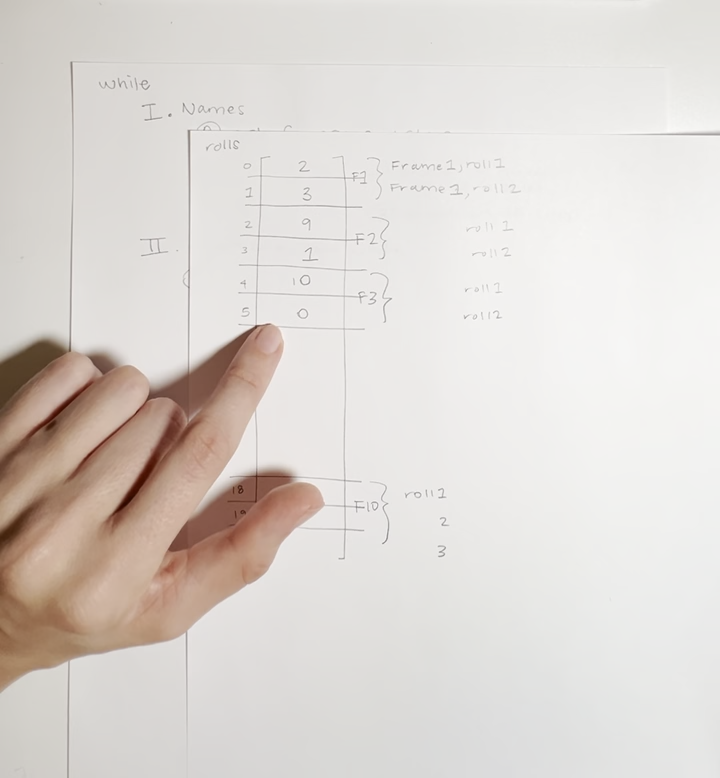 while
I. Names
rolls
0 2 F1 Frame 1, roll 1
1 3 Frame 1, roll 2
2 9 F2 roll 1
3 1 roll 2
4 10 F3 roll 1
5 0 roll 2
II.
18 F10 roll 1
19 2
3